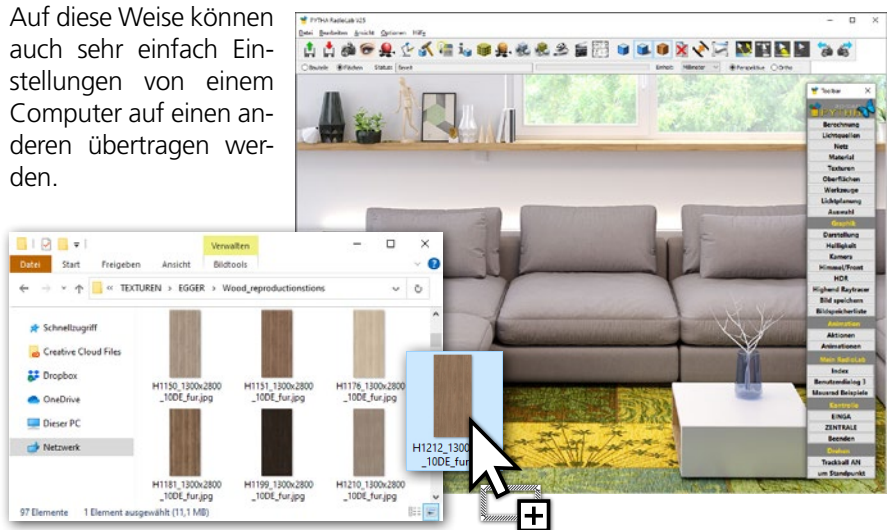 Auf diese Weise können
auch sehr einfach Ein-
stellungen von einem
Computer auf einen an-
deren übertragen wer-
den.
PYTHA RadioLab V25
Datei Bearbeiten Ansicht Optionen Hilfe
Bauteile Flächen Status: Bereit Einheit: Millimeter Perspektive Ortho
Toolbar
PYTHA
Berechnung
Lichtquellen
Netz
Material
Texturen
Oberflächen
Werkzeuge
Lichtplanung
Auswahl
Graphik
Darstellung
Helligkeit
Kamera
Himmel/Front
HDR
Highend Raytracer
Bild speichern
Bildspeicherliste
Animation
Aktionen
Animationen
Mein RadioLab
Index
Benutzerdialog 3
Mausrad Beispiele
Kontrolle
EINGA
ZENTRALE
Beenden
Drehen
Trackball AN
um Standpunkt
Verwalten
Datei Start Freigeben Ansicht Bildtools
« TEXTUREN › EGGER › Wood_reproductionstions
Schnellzugriff
Creative Cloud Files
Dropbox
OneDrive
Dieser PC
Netzwerk
H1150_1300x2800 H1151_1300x2800 H1176_1300x2800
_10DE_fur.jpg _10DE_fur.jpg _10DE_fur.jpg
H1181_1300x2800 H1199_1300x2800 H1210_1300x2800
_10DE_fur.jpg _10DE_fur.jpg _10DE_fur.jpg
H1212_1300
_10DE_fur
97 Elemente 1 Element ausgewählt (11,1 MB)